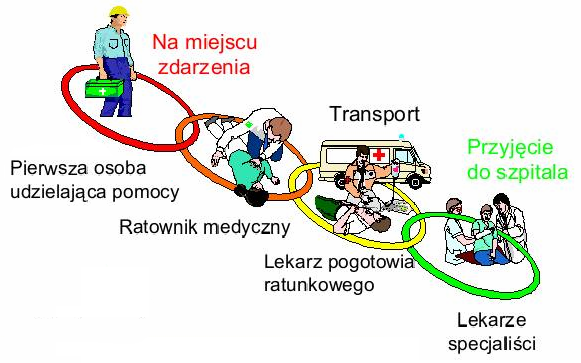 Na miejscu
zdarzenia
Transport
Przyjęcie
do szpitala
Pierwsza osoba
udzielająca pomocy
Ratownik medyczny
Lekarz pogotowia
ratunkowego
Lekarze
specjaliści